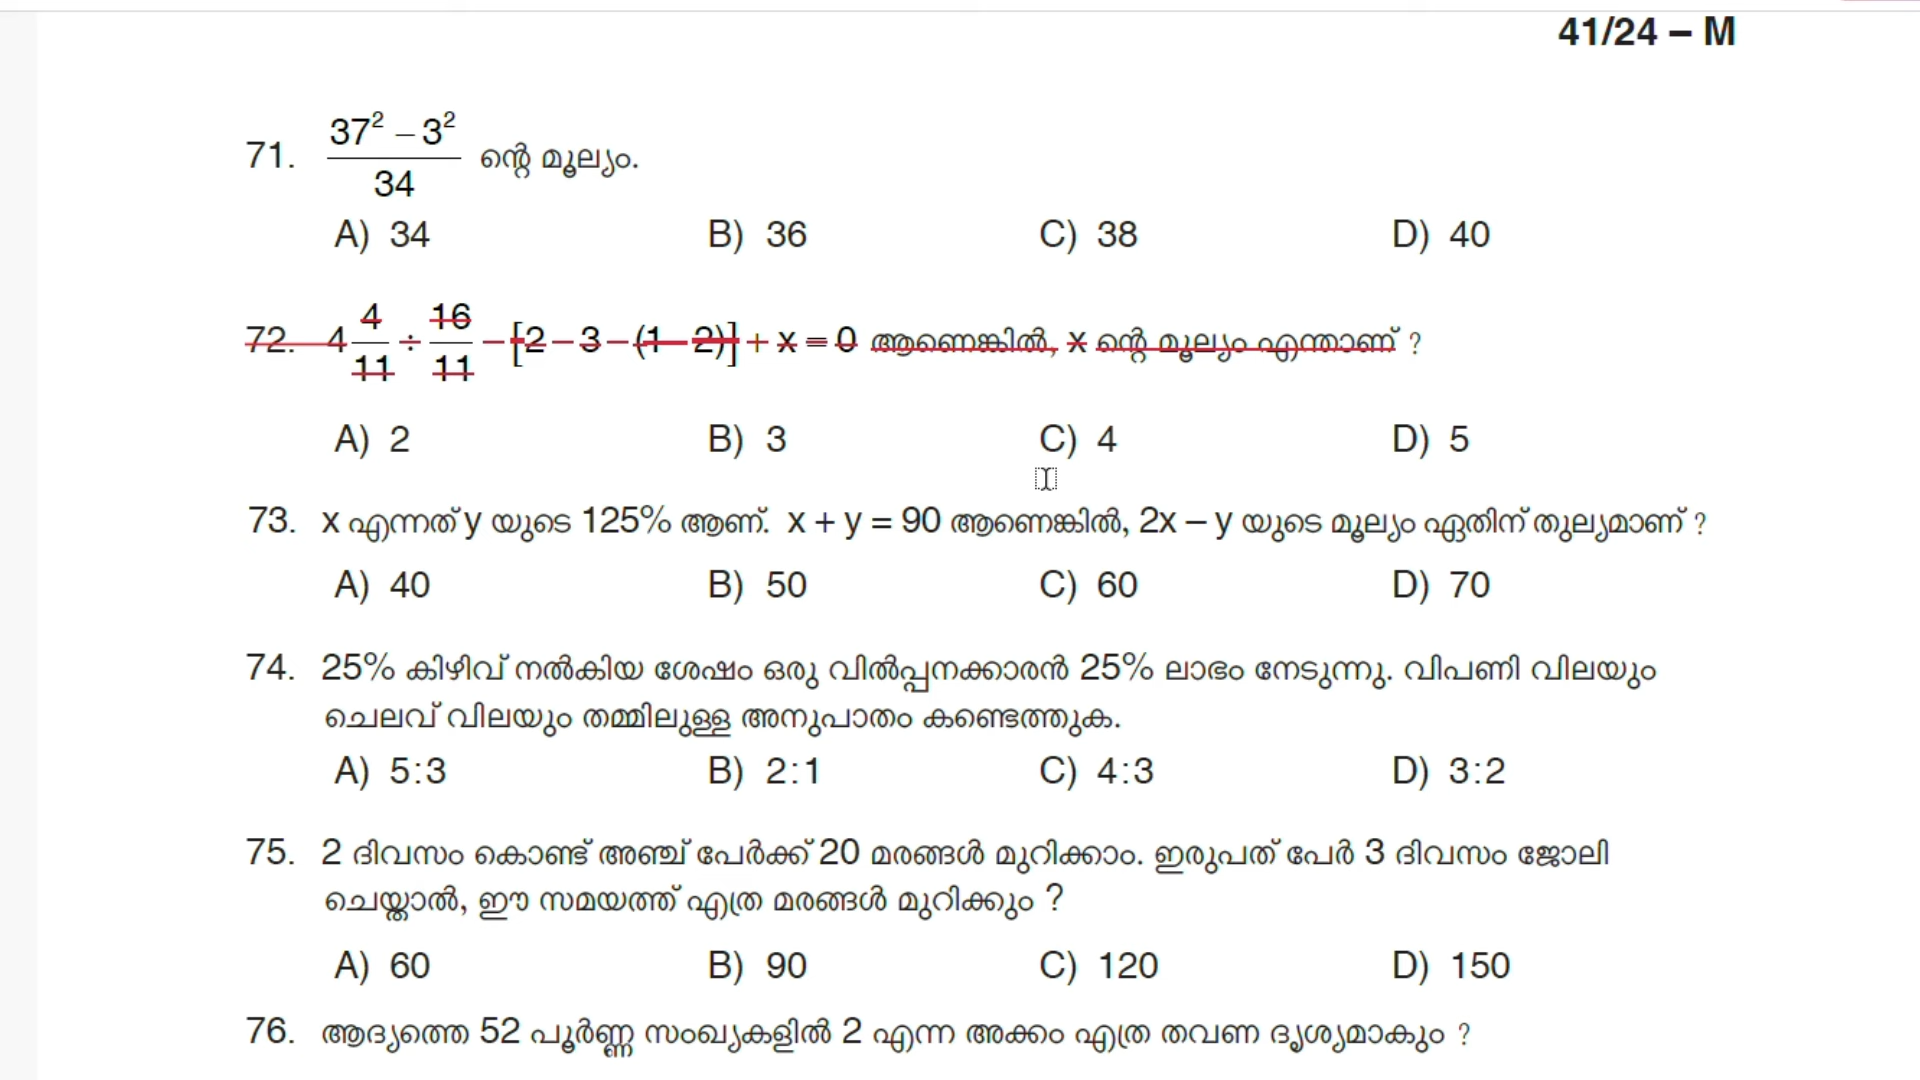 41/24 – M
71. (37² – 3²)/34 ന്റെ മൂല്യം.
A) 34 B) 36 C) 38 D) 40
72. 4 4/11 ÷ 16/11 – [2 – 3 – (1 – 2)] + x = 0 ആണെങ്കിൽ, x ന്റെ മൂല്യം എന്താണ് ?
A) 2 B) 3 C) 4 D) 5
73. x എന്നത് y യുടെ 125% ആണ്. x + y = 90 ആണെങ്കിൽ, 2x – y യുടെ മൂല്യം ഏതിന് തുല്യമാണ് ?
A) 40 B) 50 C) 60 D) 70
74. 25% കിഴിവ് നൽകിയ ശേഷം ഒരു വിൽപ്പനക്കാരൻ 25% ലാഭം നേടുന്നു. വിപണി വിലയും
ചെലവ് വിലയും തമ്മിലുള്ള അനുപാതം കണ്ടെത്തുക.
A) 5:3 B) 2:1 C) 4:3 D) 3:2
75. 2 ദിവസം കൊണ്ട് അഞ്ച് പേർക്ക് 20 മരങ്ങൾ മുറിക്കാം. ഇരുപത് പേർ 3 ദിവസം ജോലി
ചെയ്താൽ, ഈ സമയത്ത് എത്ര മരങ്ങൾ മുറിക്കും ?
A) 60 B) 90 C) 120 D) 150
76. ആദ്യത്തെ 52 പൂർണ്ണ സംഖ്യകളിൽ 2 എന്ന അക്കം എത്ര തവണ ദൃശ്യമാകും ?